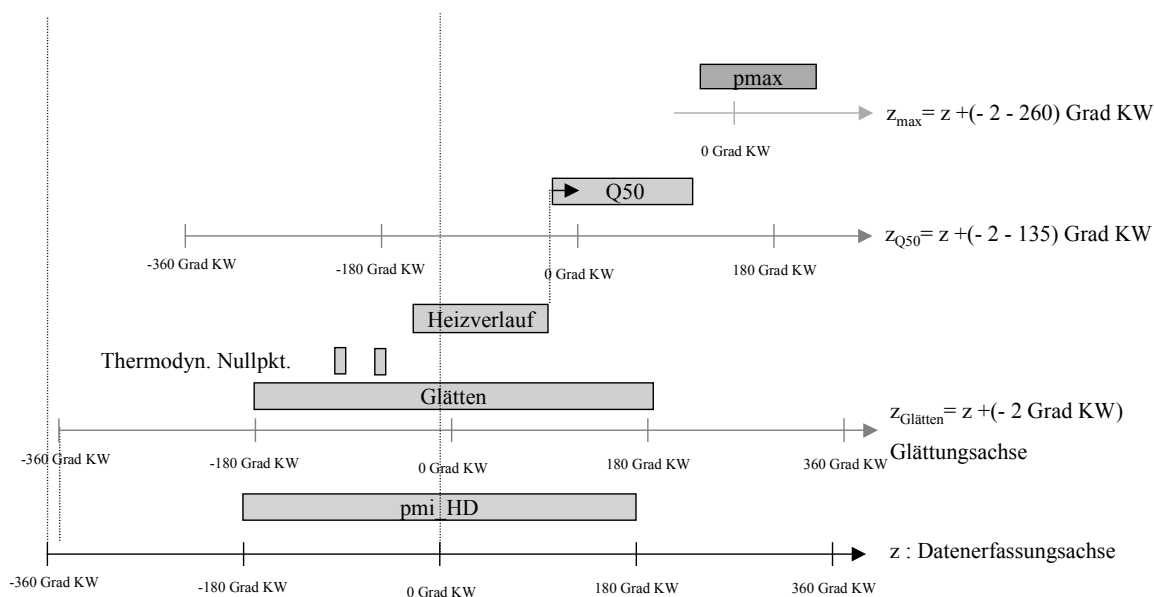 pmax
zmax= z +(- 2 - 260) Grad KW
0 Grad KW
Q50
zQ50= z +(- 2 - 135) Grad KW
-360 Grad KW -180 Grad KW 0 Grad KW 180 Grad KW
Heizverlauf
Thermodyn. Nullpkt.
Glätten
zGlätten= z +(- 2 Grad KW)
-360 Grad KW -180 Grad KW 0 Grad KW 180 Grad KW 360 Grad KW
Glättungsachse
pmi_HD
z : Datenerfassungsachse
-360 Grad KW -180 Grad KW 0 Grad KW 180 Grad KW 360 Grad KW